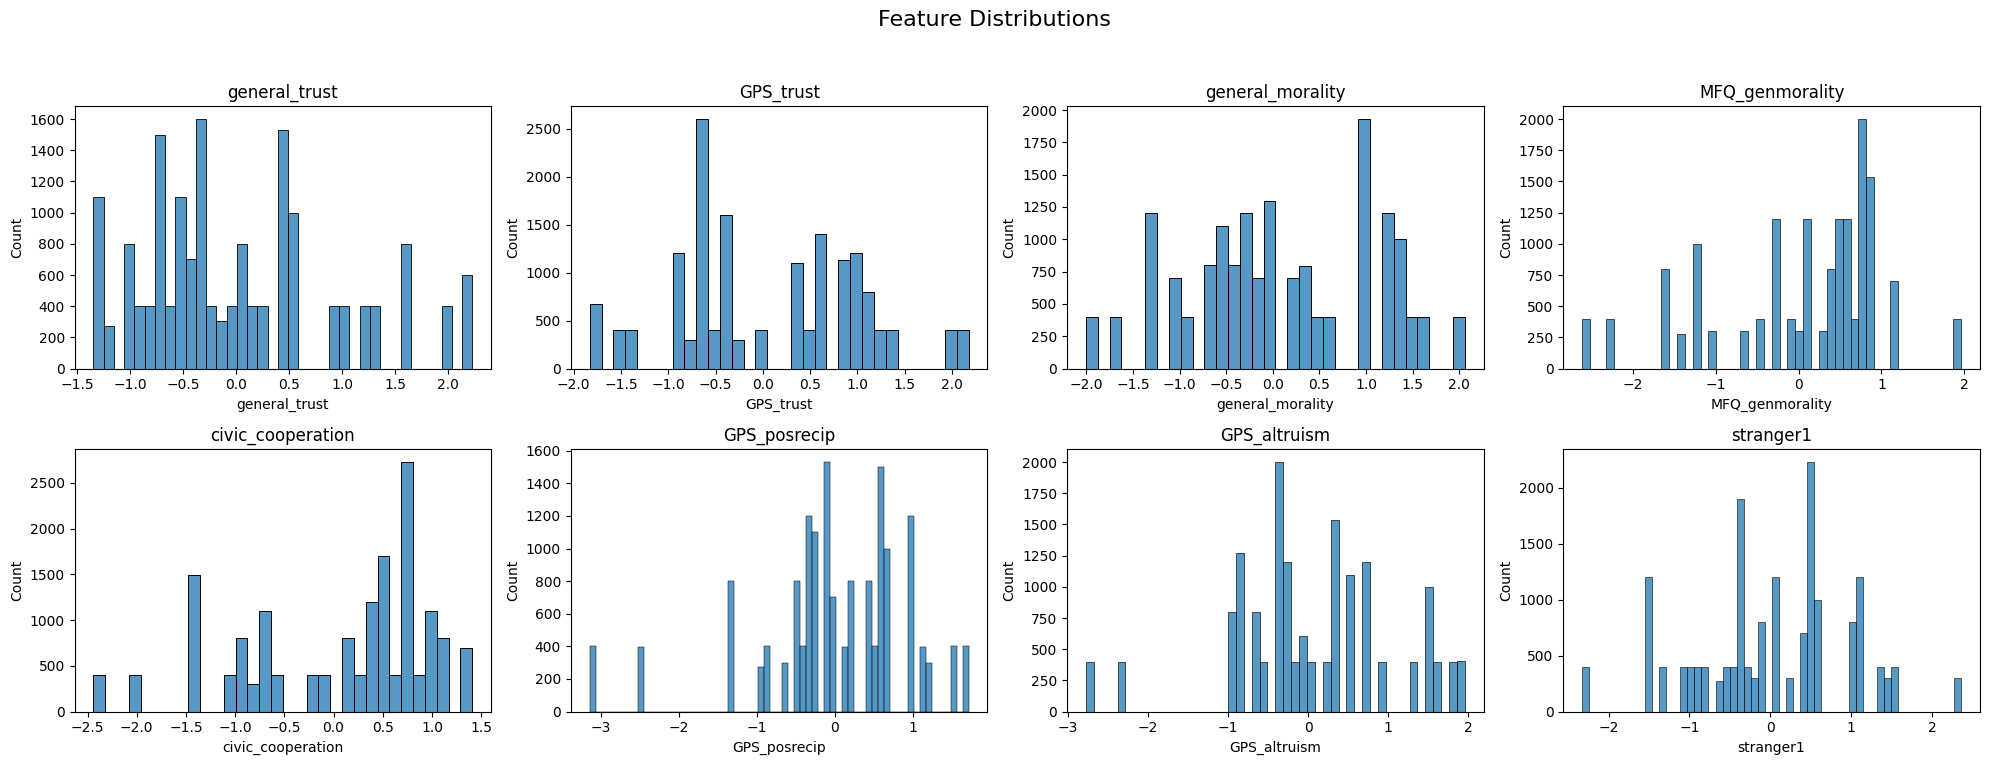 Feature Distributions
general_trust
1600
1400
1200
1000
800
600
400
200
0
Count
−1.5 −1.0 −0.5 0.0 0.5 1.0 1.5 2.0
general_trust
GPS_trust
2500
2000
1500
1000
500
0
Count
−2.0 −1.5 −1.0 −0.5 0.0 0.5 1.0 1.5 2.0
GPS_trust
general_morality
2000
1750
1500
1250
1000
750
500
250
0
Count
−2.0 −1.5 −1.0 −0.5 0.0 0.5 1.0 1.5 2.0
general_morality
MFQ_genmorality
2000
1750
1500
1250
1000
750
500
250
0
Count
−2 −1 0 1 2
MFQ_genmorality
civic_cooperation
2500
2000
1500
1000
500
0
Count
−2.5 −2.0 −1.5 −1.0 −0.5 0.0 0.5 1.0 1.5
civic_cooperation
GPS_posrecip
1600
1400
1200
1000
800
600
400
200
0
Count
−3 −2 −1 0 1
GPS_posrecip
GPS_altruism
2000
1750
1500
1250
1000
750
500
250
0
Count
−3 −2 −1 0 1 2
GPS_altruism
stranger1
2000
1500
1000
500
0
Count
−2 −1 0 1 2
stranger1